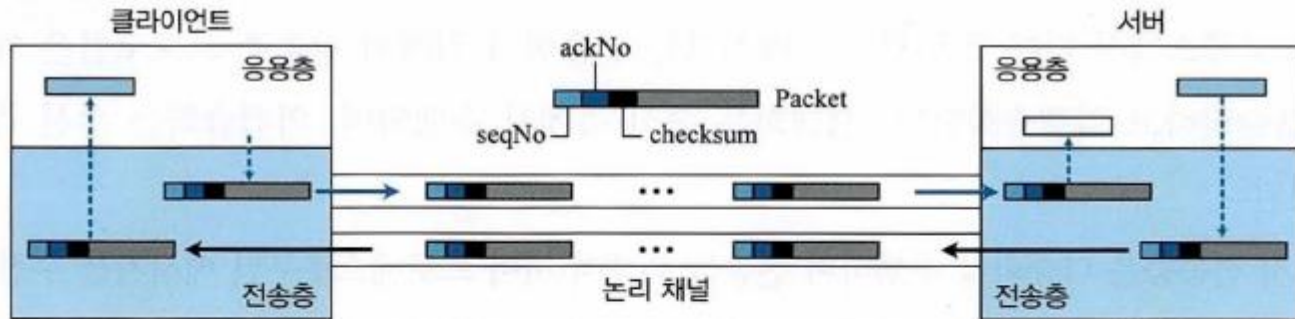 클라이언트
서버
응용층
ackNo
응용층
Packet
seqNo
checksum
...
...
전송층
논리 채널
전송층